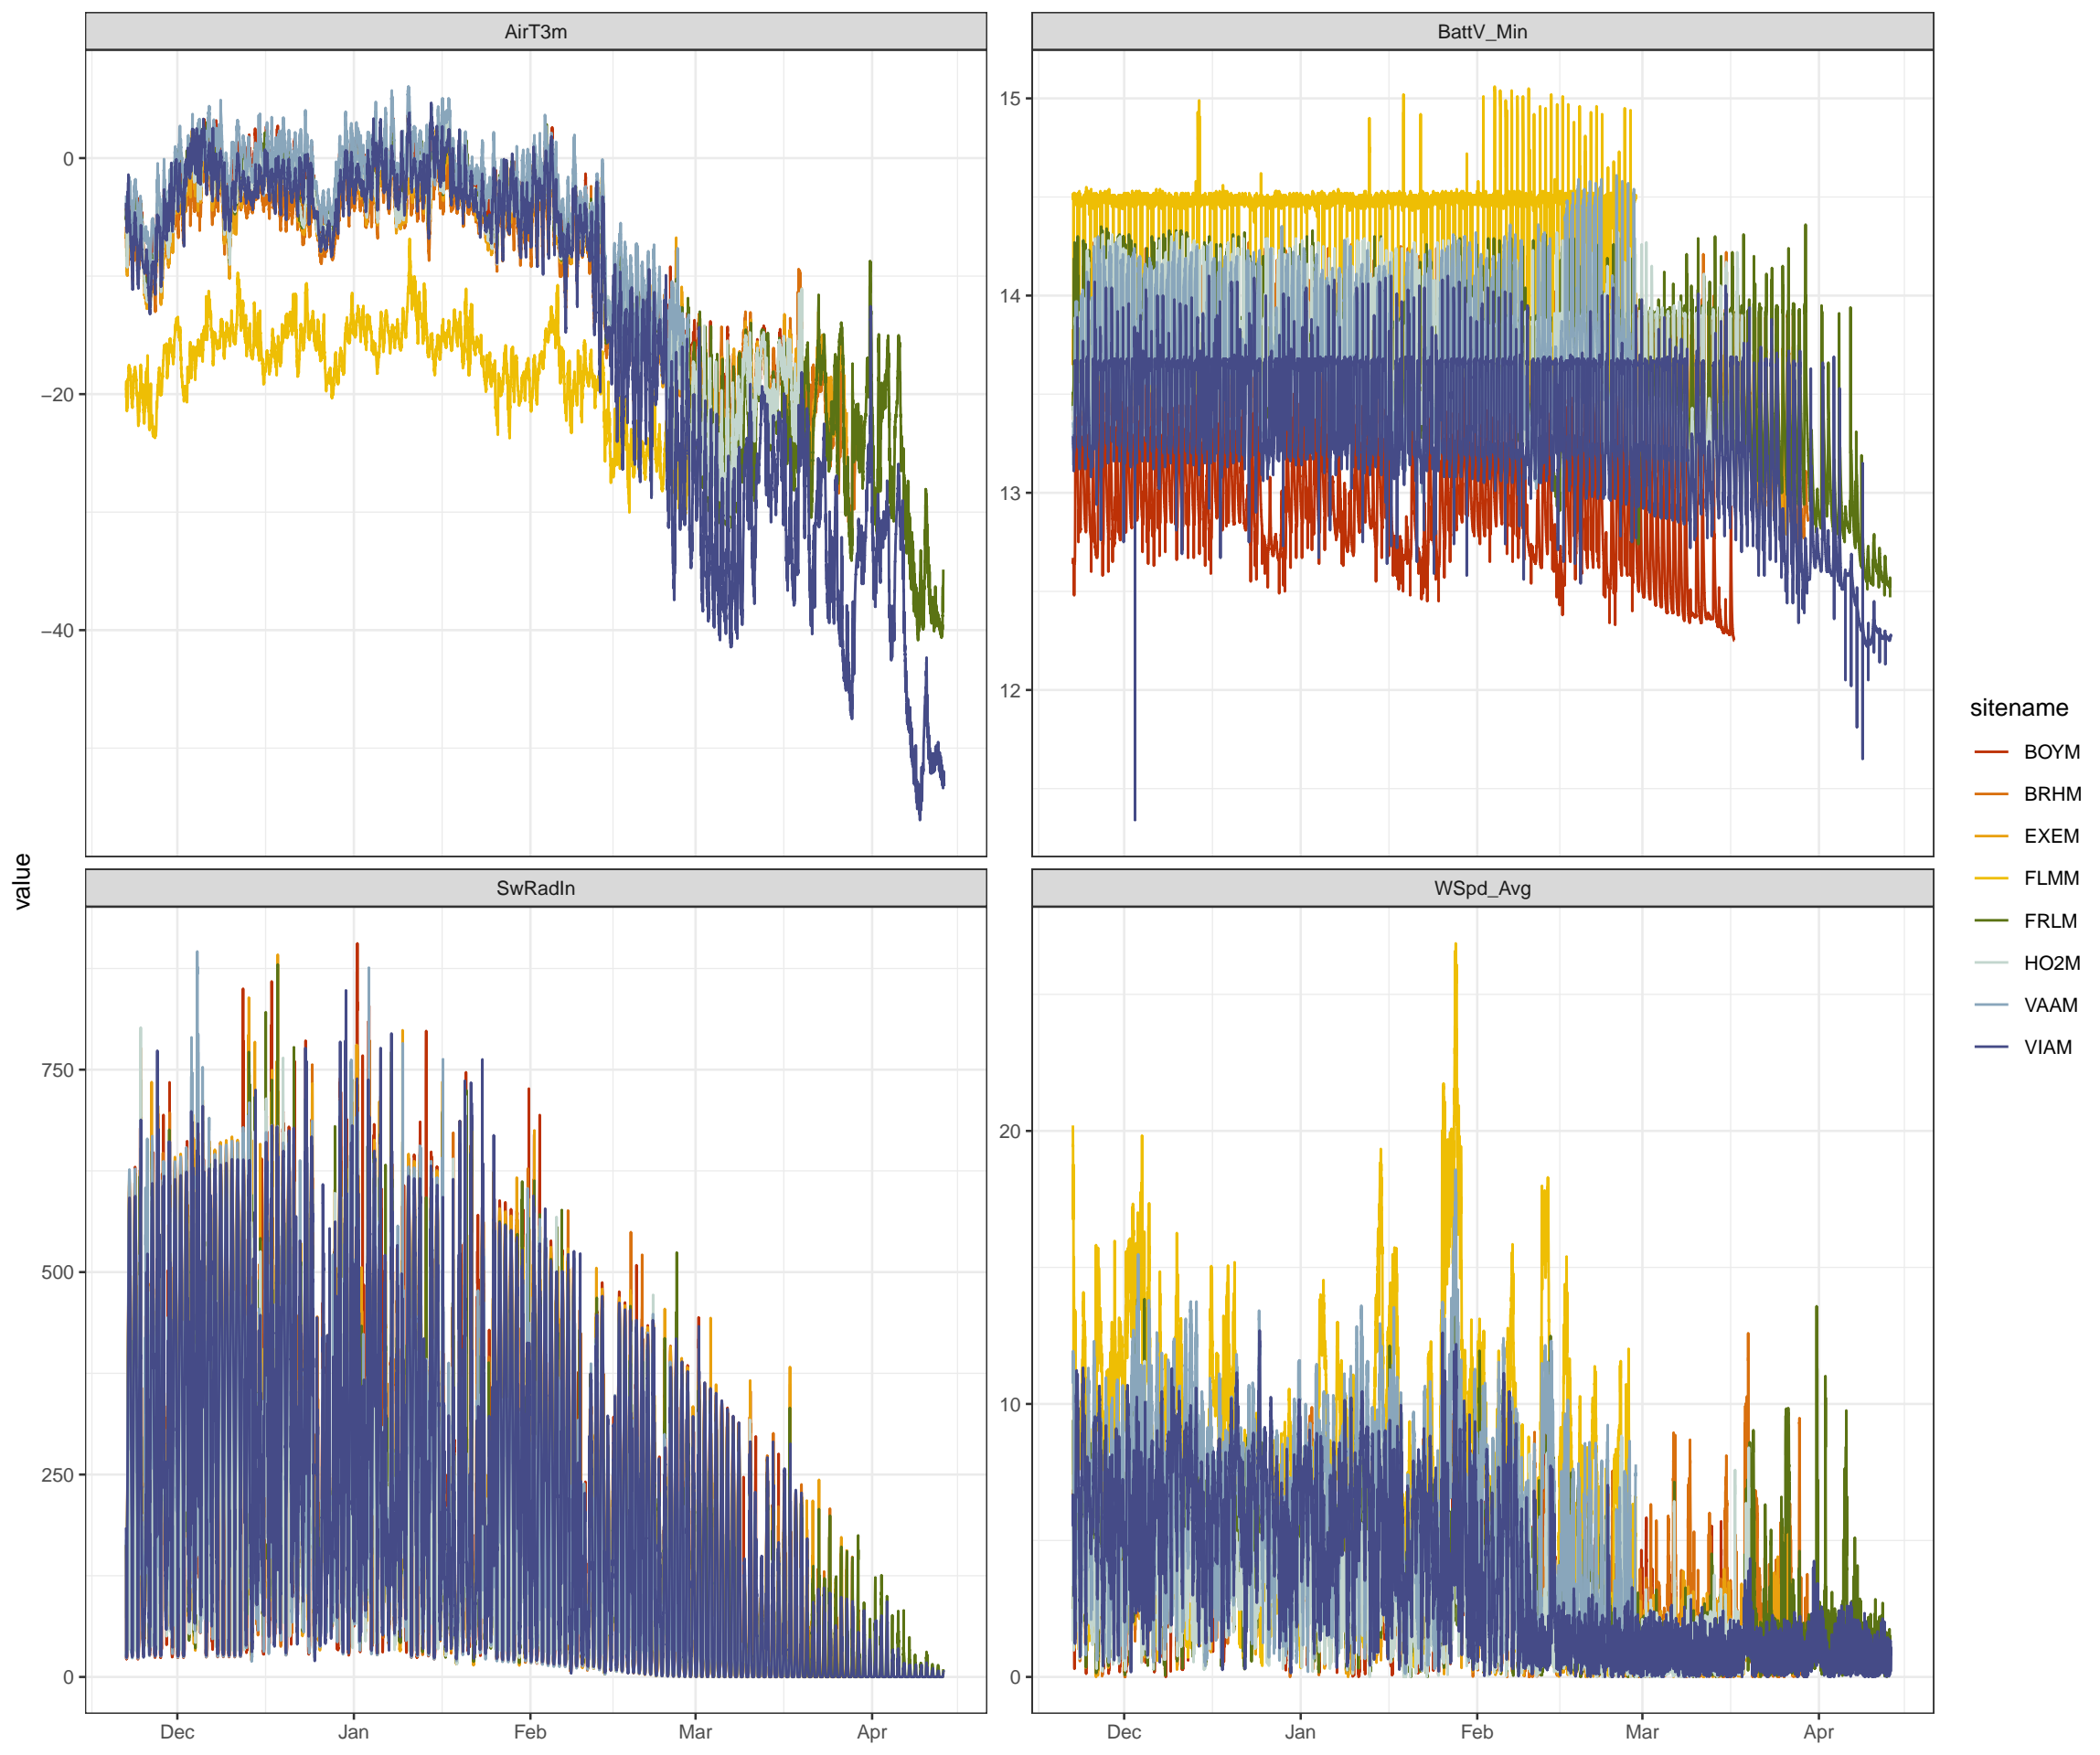 AirT3m
BattV_Min
0
−20
−40
15
14
13
12
SwRadIn
WSpd_Avg
750
500
250
0
20
10
0
Dec Jan Feb Mar Apr
Dec Jan Feb Mar Apr
value
sitename
BOYM
BRHM
EXEM
FLMM
FRLM
HO2M
VAAM
VIAM